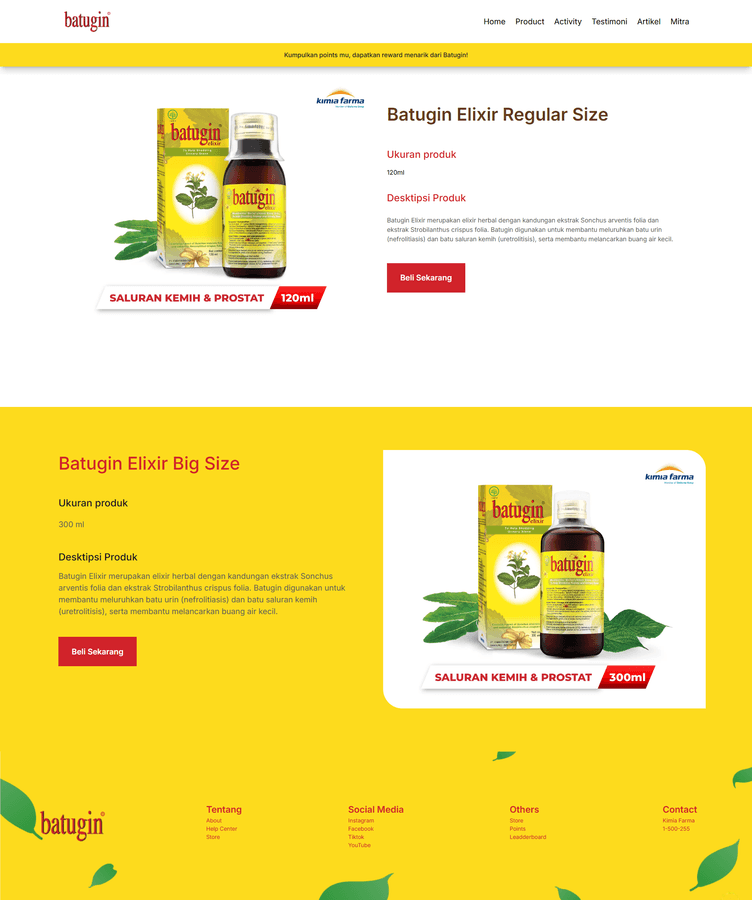 batugin
Home Product Activity Testimoni Artikel Mitra
Kumpulkan points mu, dapatkan reward menarik dari Batugin!
kimia farma
batugin
elixir
batugin
SALURAN KEMIH & PROSTAT 120ml
Batugin Elixir Regular Size
Ukuran produk
120ml
Desktipsi Produk
Batugin Elixir merupakan elixir herbal dengan kandungan ekstrak Sonchus arventis folia dan
ekstrak Strobilanthus crispus folia. Batugin digunakan untuk membantu meluruhkan batu urin
(nefrolitiasis) dan batu saluran kemih (uretrolitisis), serta membantu melancarkan buang air kecil.
Beli Sekarang
Batugin Elixir Big Size
Ukuran produk
300 ml
Desktipsi Produk
Batugin Elixir merupakan elixir herbal dengan kandungan ekstrak Sonchus
arventis folia dan ekstrak Strobilanthus crispus folia. Batugin digunakan untuk
membantu meluruhkan batu urin (nefrolitisis) dan batu saluran kemih
(uretrolitisis), serta membantu melancarkan buang air kecil.
Beli Sekarang
kimia farma
batugin
elixir
batugin
SALURAN KEMIH & PROSTAT 300ml
batugin
Tentang
About
Help Center
Store
Social Media
Instagram
Facebook
Tiktok
YouTube
Others
Store
Points
Leadderboard
Contact
Kimia Farma
1-500-255